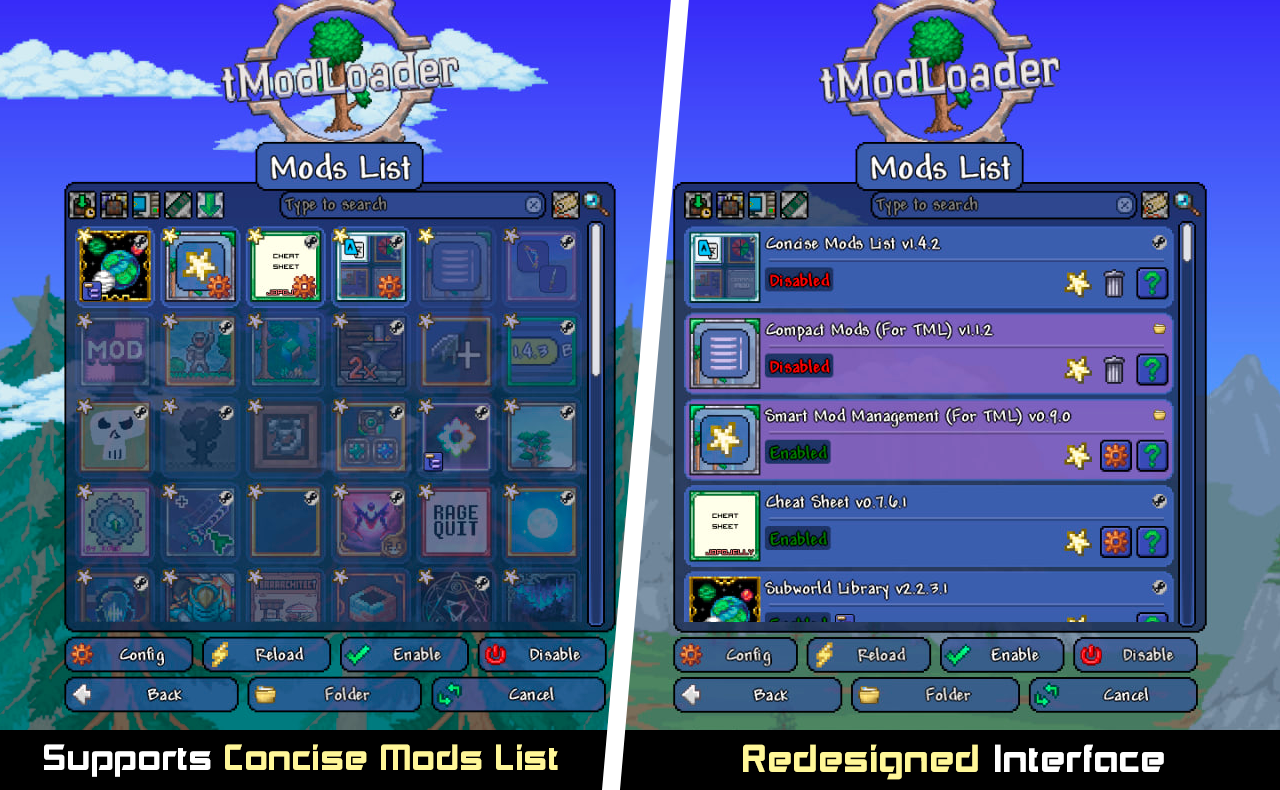 tModLoader
Mods List
Type to search
CHEAT
SHEET
MOD
2x
1.4.3
RAGE
QUIT
Config
Reload
Enable
Disable
Back
Folder
Cancel
Supports Concise Mods List
tModLoader
Mods List
Type to search
Concise Mods List v1.4.2
Disabled
Compact Mods (For TML) v1.1.2
Disabled
Smart Mod Management (For TML) v0.9.0
Enabled
CHEAT
SHEET
JOPOJELLY
Cheat Sheet v0.7.6.1
Enabled
Subworld Library v2.2.3.1
Enabled
Config
Reload
Enable
Disable
Back
Folder
Cancel
Redesigned Interface